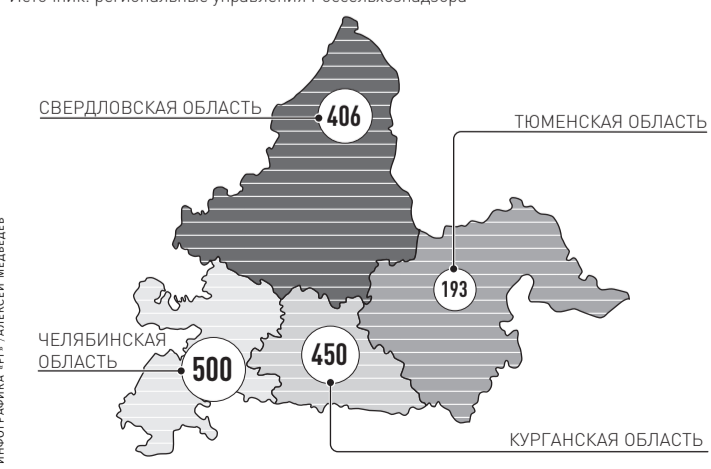 Источник: региональные управления Россельхознадзора
СВЕРДЛОВСКАЯ ОБЛАСТЬ
406
ТЮМЕНСКАЯ ОБЛАСТЬ
193
ЧЕЛЯБИНСКАЯ
ОБЛАСТЬ
500
450
КУРГАНСКАЯ ОБЛАСТЬ
ИНФОГРАФИКА «РГ» / АЛЕКСЕЙ МЕДВЕДЕВ